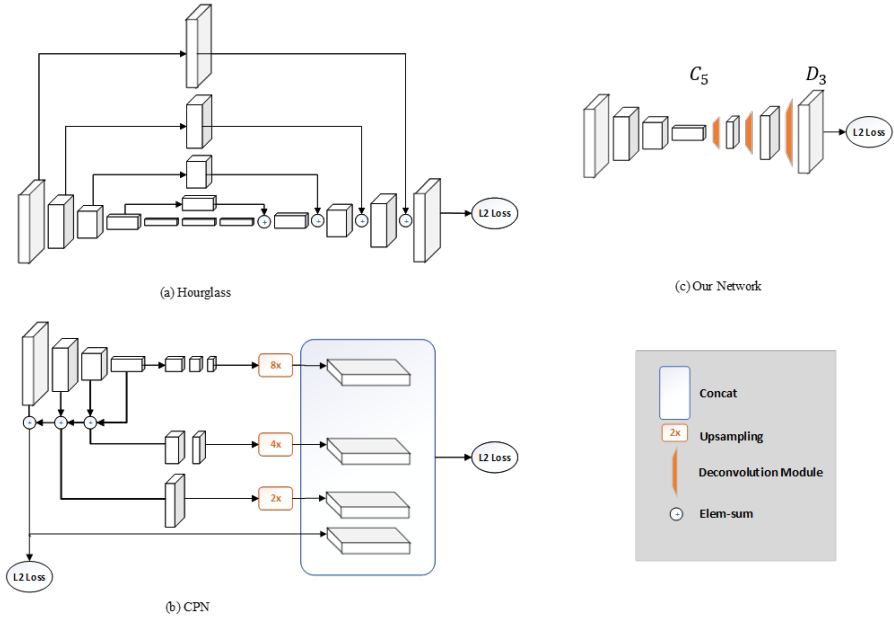 C5
D3
L2 Loss
L2 Loss
(a) Hourglass
(c) Our Network
8x
4x
2x
L2 Loss
L2 Loss
(b) CPN
Concat
2x
Upsampling
Deconvolution Module
+
Elem-sum